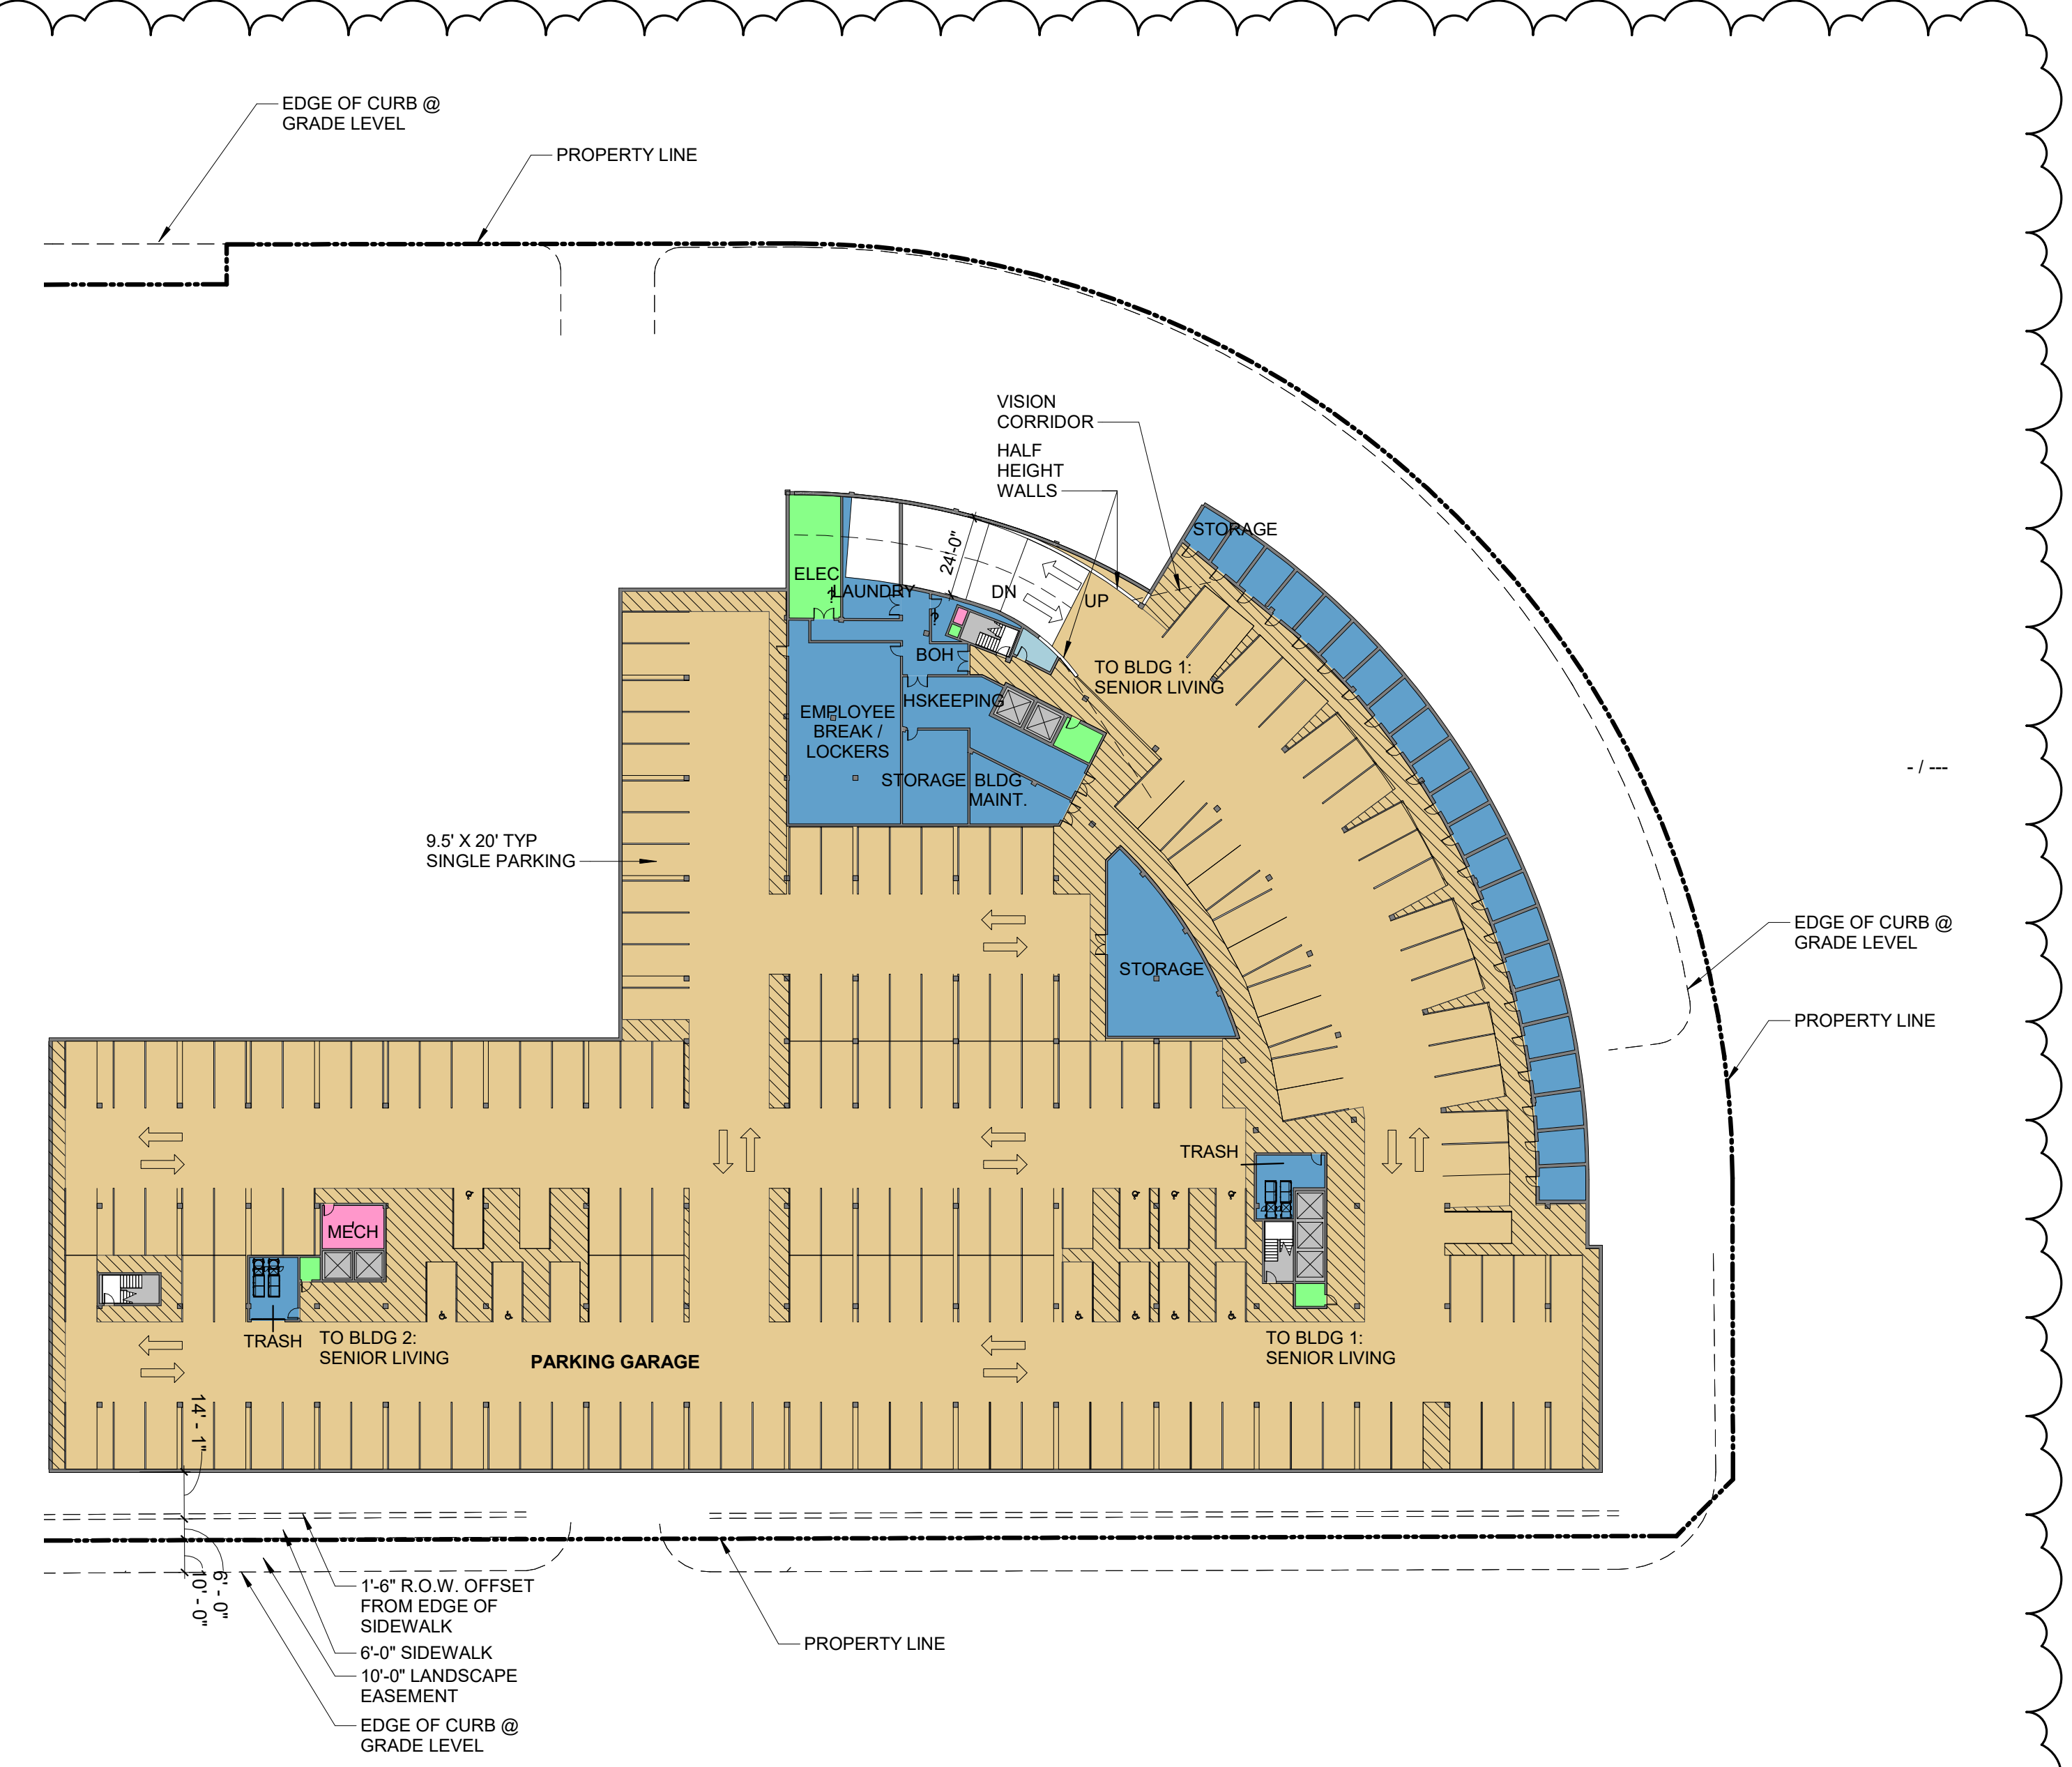 EDGE OF CURB @
GRADE LEVEL
PROPERTY LINE
VISION
CORRIDOR
HALF
HEIGHT
WALLS
STORAGE
24'-0"
ELEC
?
LAUNDRY
DN
UP
?
BOH
TO BLDG 1:
SENIOR LIVING
HSKEEPING
EMPLOYEE
BREAK /
LOCKERS
STORAGE
BLDG
MAINT.
- / ---
9.5' X 20' TYP
SINGLE PARKING
EDGE OF CURB @
GRADE LEVEL
STORAGE
PROPERTY LINE
TRASH
MECH
TRASH
TO BLDG 2:
SENIOR LIVING
PARKING GARAGE
TO BLDG 1:
SENIOR LIVING
14' - 1"
6' - 0"
10' - 0"
1'-6" R.O.W. OFFSET
FROM EDGE OF
SIDEWALK
6'-0" SIDEWALK
10'-0" LANDSCAPE
EASEMENT
EDGE OF CURB @
GRADE LEVEL
PROPERTY LINE